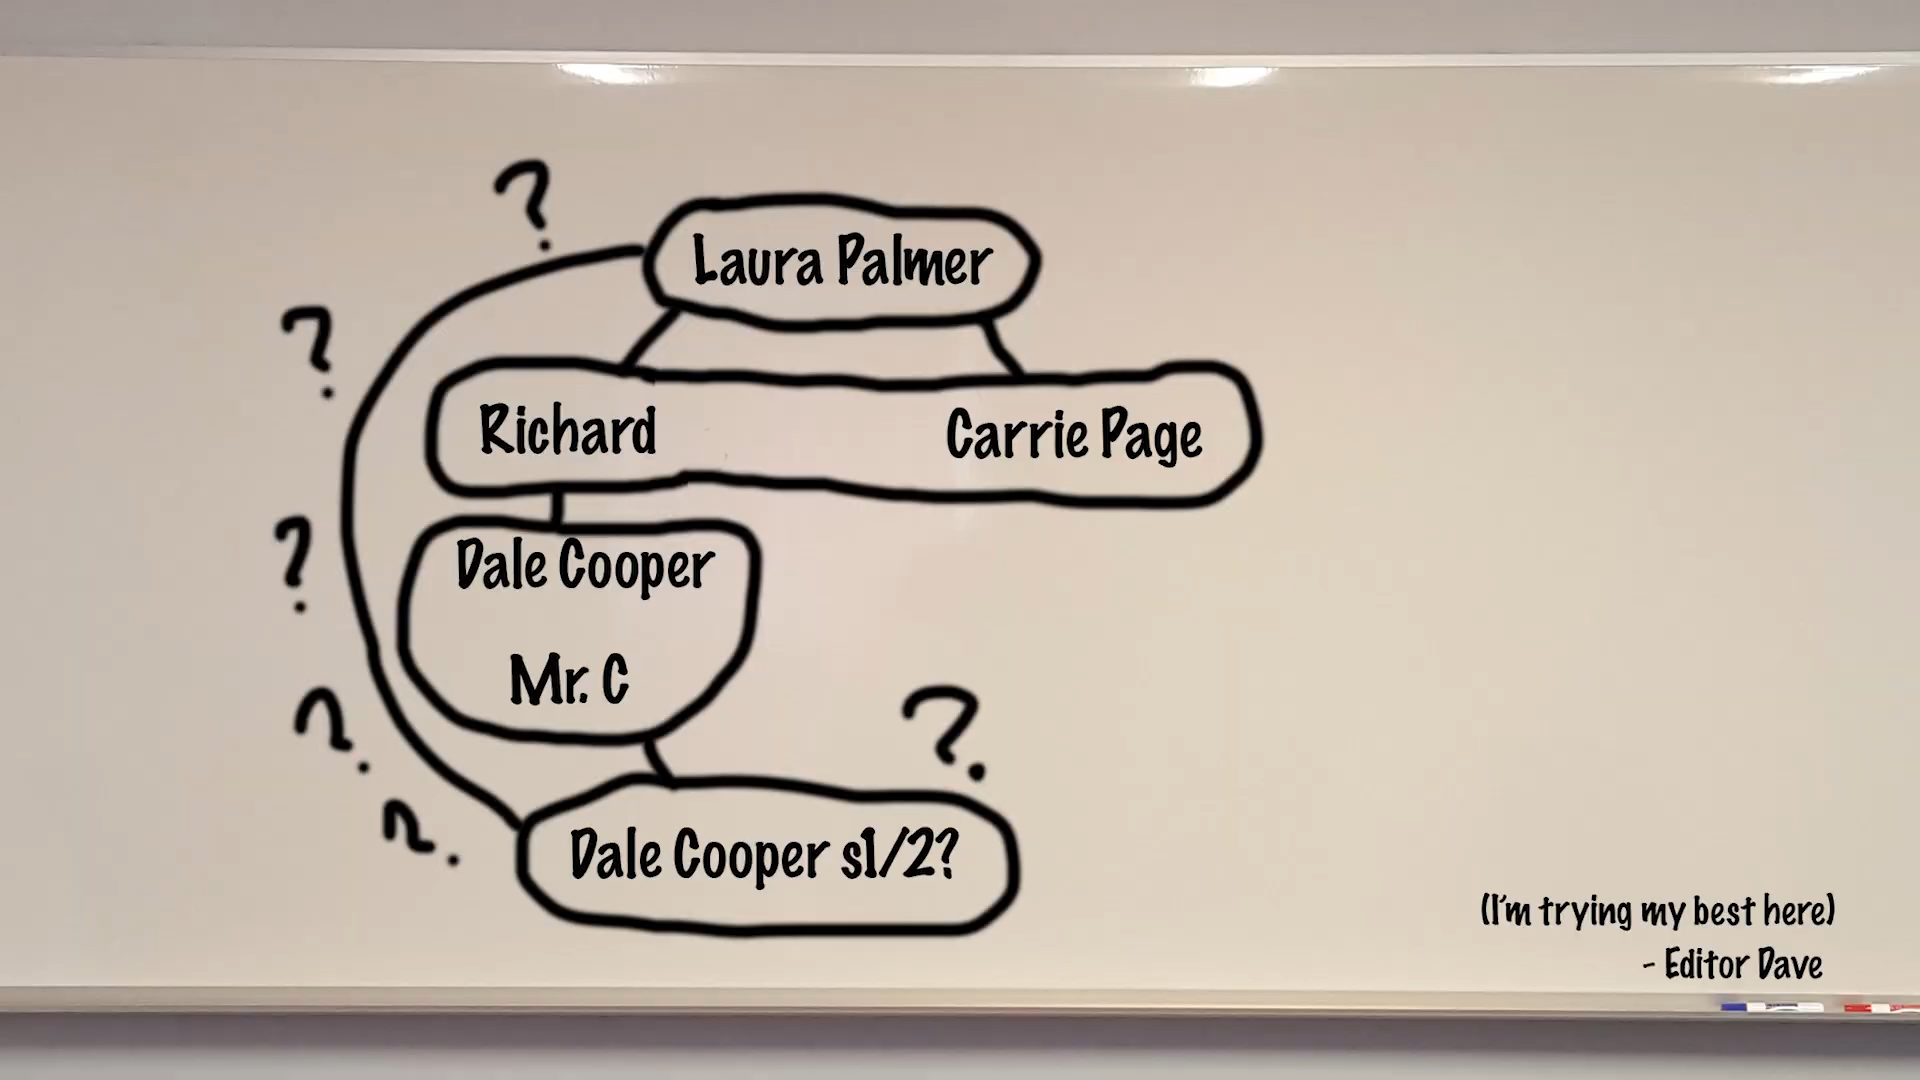 ?
Laura Palmer
?
Richard
Carrie Page
?
Dale Cooper
Mr. C
?
?
?
Dale Cooper s1/2?
(I'm trying my best here)
- Editor Dave